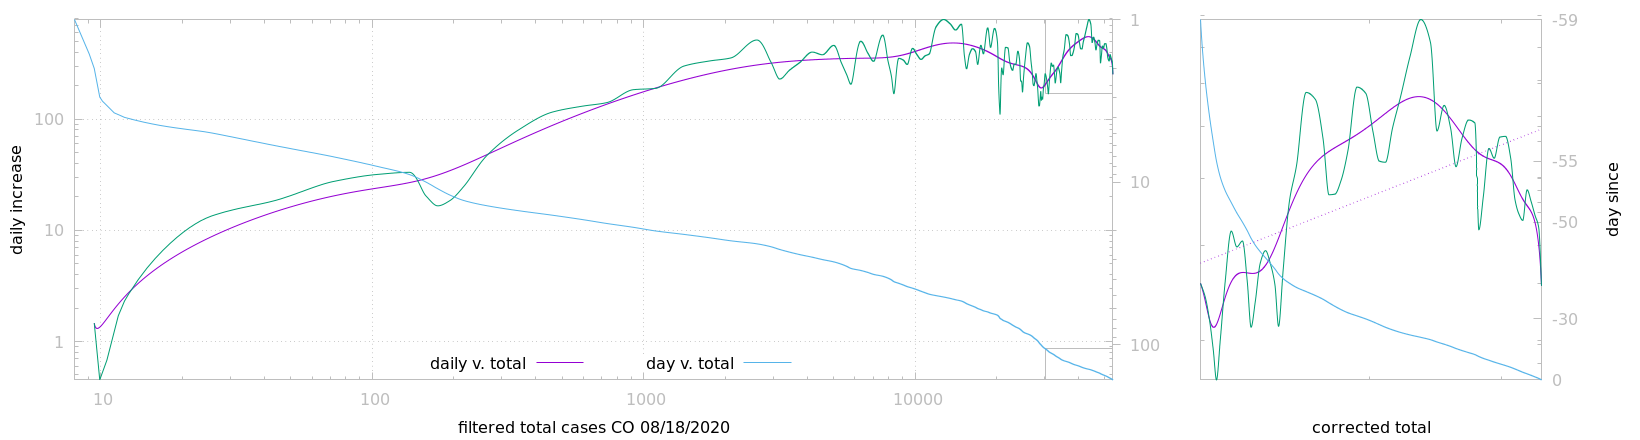 daily increase
100
10
1
10
100
1000
10000
1
10
100
daily v. total
day v. total
filtered total cases CO 08/18/2020
-59
-55
-50
-30
0
day since
corrected total